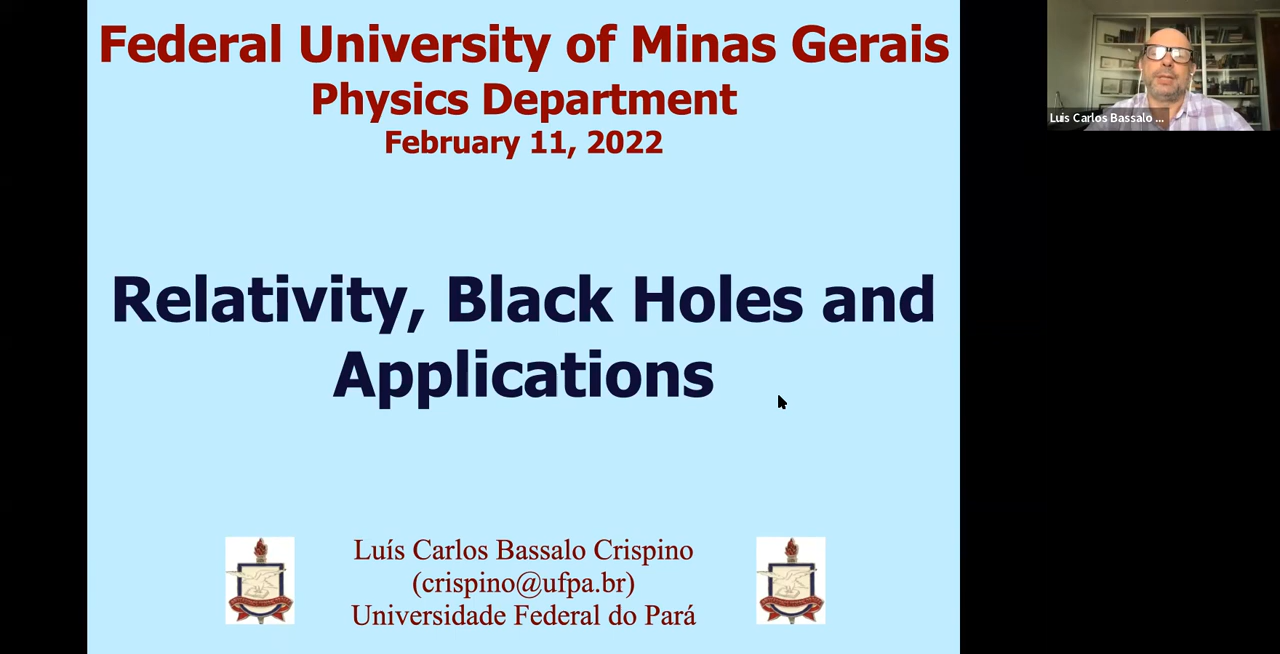 Federal University of Minas Gerais
Physics Department
February 11, 2022
Relativity, Black Holes and
Applications
Luís Carlos Bassalo Crispino
(crispino@ufpa.br)
Universidade Federal do Pará
Luis Carlos Bassalo ...